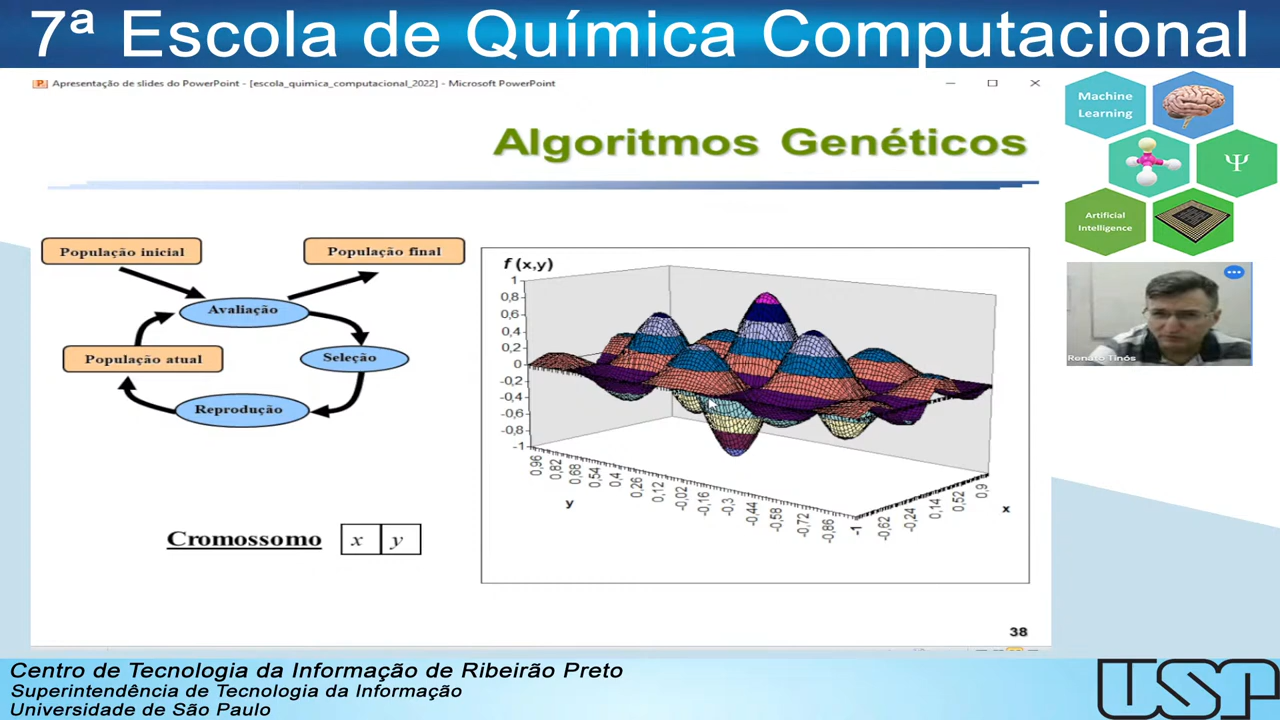 7ª Escola de Química Computacional
Apresentação de slides do PowerPoint - [escola_quimica_computacional_2022] - Microsoft PowerPoint
Algoritmos Genéticos
População inicial
População final
Avaliação
População atual
Seleção
Reprodução
Cromossomo x y
f (x,y)
1
0,8
0,6
0,4
0,2
0
-0,2
-0,4
-0,6
-0,8
-1
0,96 0,82 0,68 0,54 0,4 0,26 0,12 -0,02 -0,16 -0,3 -0,44 -0,58 -0,72 -0,86 -1
y
-1 -0,62 -0,24 0,14 0,52 0,9
x
38
Machine
Learning
Ψ
Artificial
Intelligence
Renato Tinós
Centro de Tecnologia da Informação de Ribeirão Preto
Superintendência de Tecnologia da Informação
Universidade de São Paulo
USP